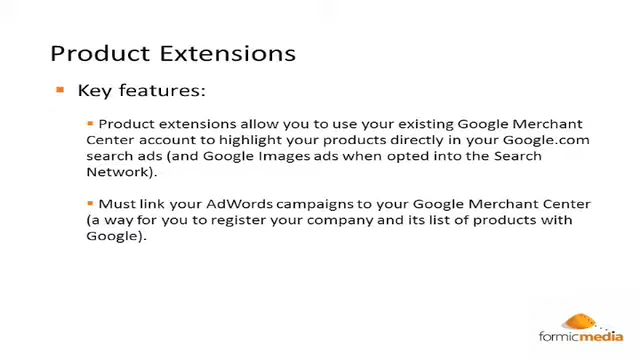 Product Extensions
Key features:
Product extensions allow you to use your existing Google Merchant
Center account to highlight your products directly in your Google.com
search ads (and Google Images ads when opted into the Search
Network).
Must link your AdWords campaigns to your Google Merchant Center
(a way for you to register your company and its list of products with
Google).
formicmedia